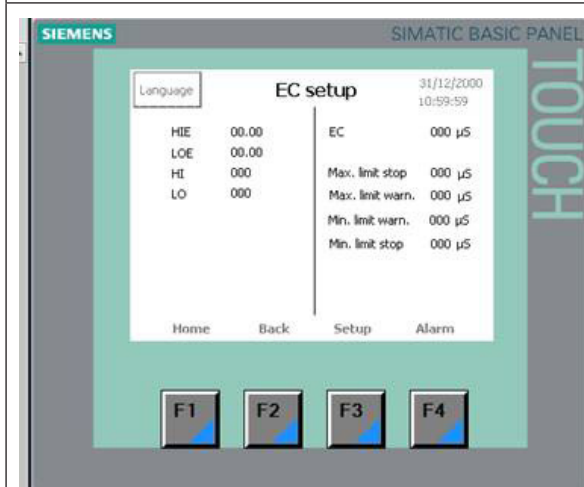 SIEMENS
SIMATIC BASIC PANEL
TOUCH
Language
EC setup
31/12/2000
10:59:59
HIE 00.00
LOE 00.00
HI 000
LO 000
EC 000 µS
Max. limit stop 000 µS
Max. limit warn. 000 µS
Min. limit warn. 000 µS
Min. limit stop 000 µS
Home Back Setup Alarm
F1 F2 F3 F4